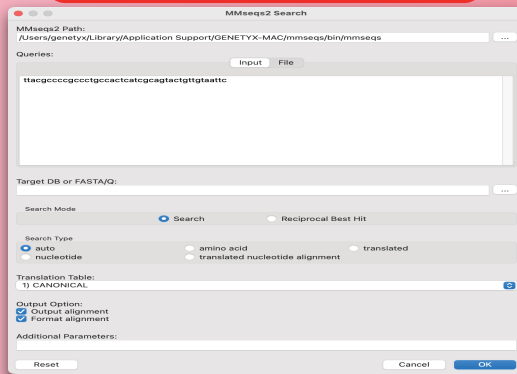 MMseqs2 Search
MMseqs2 Path:
/Users/genetyx/Library/Application Support/GENETYX-MAC/mmseqs/bin/mmseqs
...
Queries:
Input File
ttacgccccgccctgccactcatcgcagtactgttgtaattc
Target DB or FASTA/Q:
...
Search Mode
Search Reciprocal Best Hit
Search Type
auto amino acid translated
nucleotide translated nucleotide alignment
Translation Table:
1) CANONICAL
Output Option:
Output alignment
Format alignment
Additional Parameters:
Reset Cancel OK